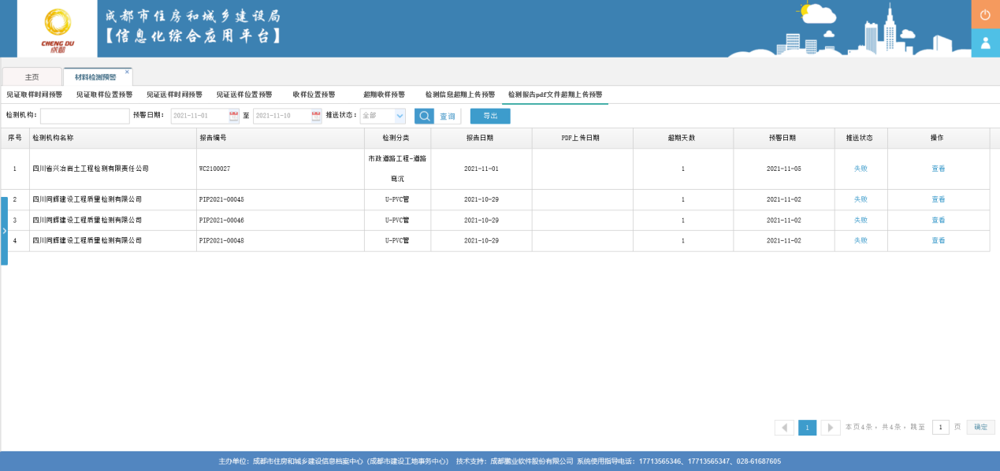 成都市住房和城乡建设局
【信息化综合应用平台】
CHENG DU
成都
主页 材料检测预警 ×
见证取样时间预警 见证取样位置预警 见证送样时间预警 见证送样位置预警 收样位置预警 超期收样预警 检测信息超期上传预警 检测报告pdf文件超期上传预警
检测机构: 预警日期: 2021-11-01 至 2021-11-10 推送状态: 全部 查询 导出
序号 检测机构名称 报告编号 检测分类 报告日期 PDF上传日期 超期天数 预警日期 推送状态 操作
1 四川省兴冶岩土工程检测有限责任公司 WC2100027 市政道路工程-道路弯沉 2021-11-01 1 2021-11-05 失败 查看
2 四川同辉建设工程质量检测有限公司 PIP2021-00045 U-PVC管 2021-10-29 1 2021-11-02 失败 查看
3 四川同辉建设工程质量检测有限公司 PIP2021-00046 U-PVC管 2021-10-29 1 2021-11-02 失败 查看
4 四川同辉建设工程质量检测有限公司 PIP2021-00048 U-PVC管 2021-10-29 1 2021-11-02 失败 查看
1 本页4条，共4条，跳至 1 页 确定
主办单位：成都市住房和城乡建设信息档案中心（成都市建设工地事务中心） 技术支持：成都鹏业软件股份有限公司 系统使用指导电话：17713565346、17713565347、028-61687605